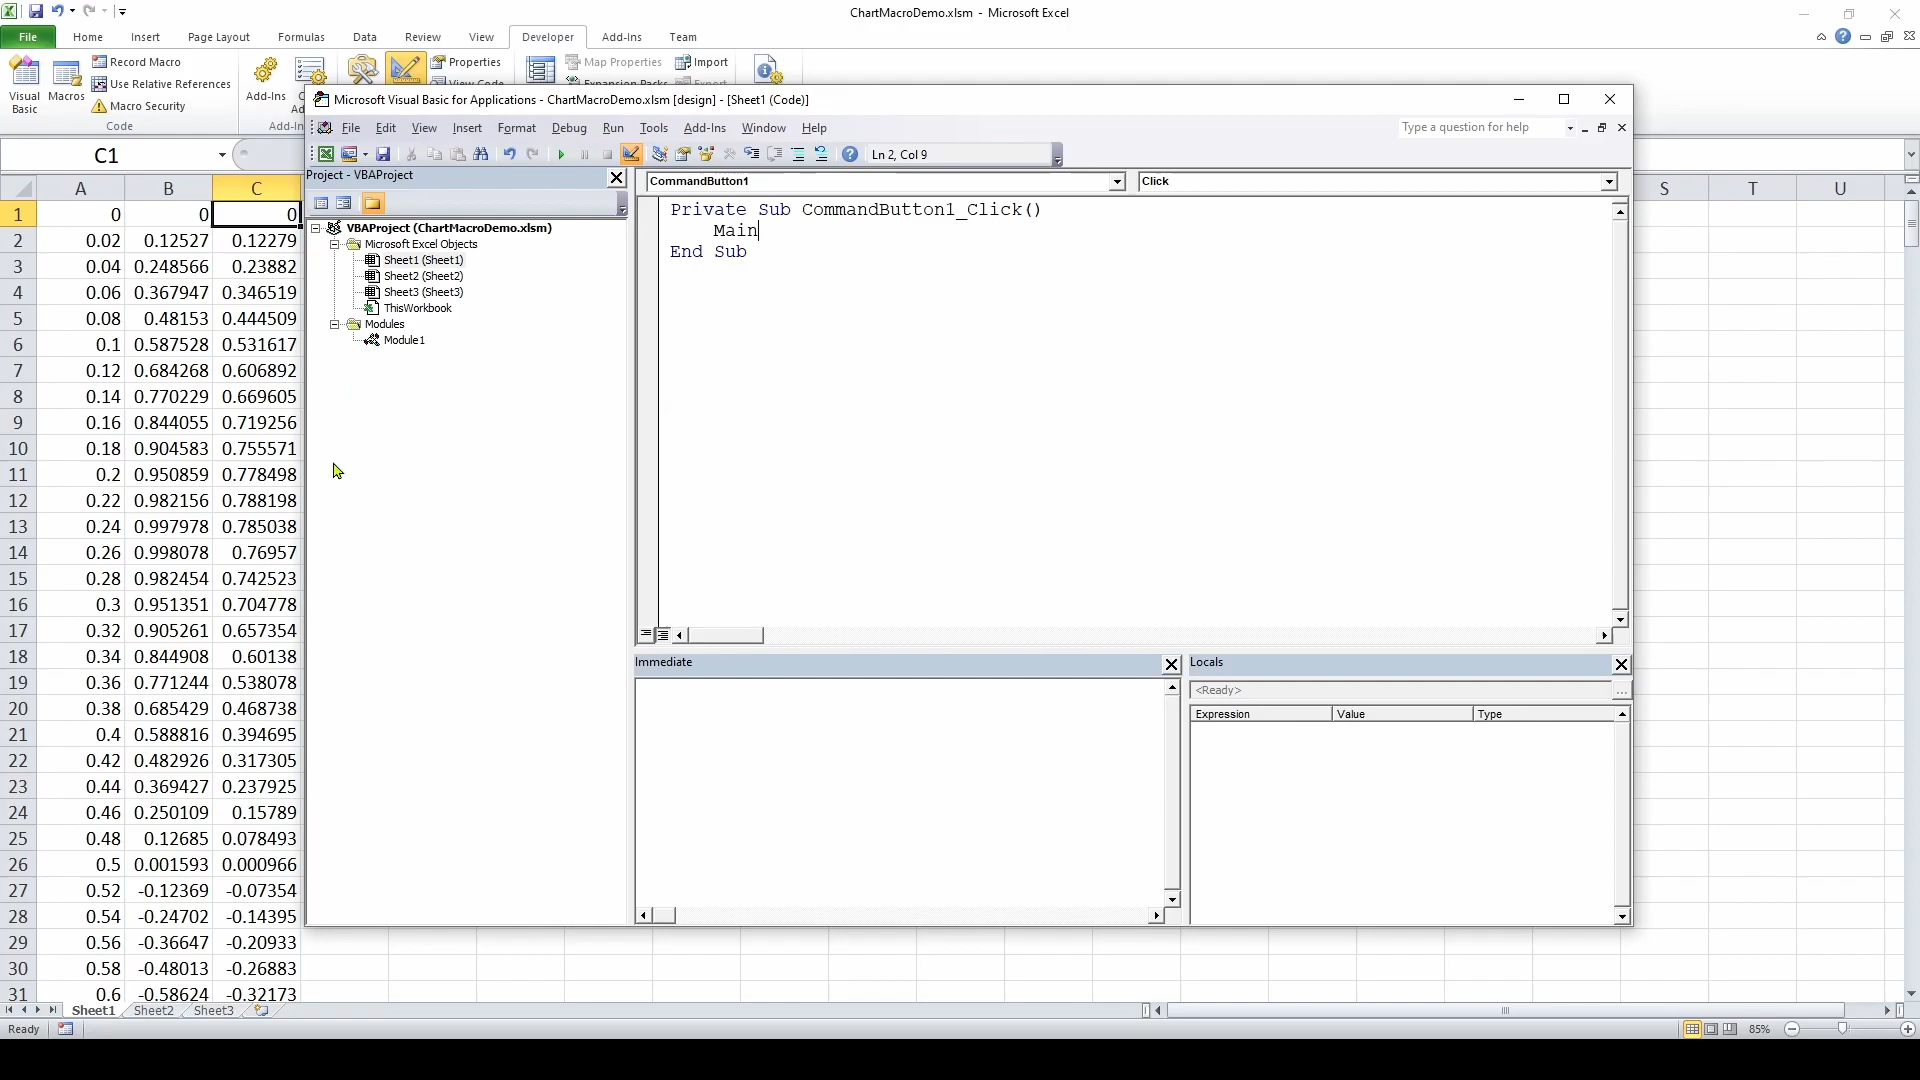 ChartMacroDemo.xlsm - Microsoft Excel
File Home Insert Page Layout Formulas Data Review View Developer Add-Ins Team
Visual Basic
Macros
Record Macro
Use Relative References
Macro Security
Code
Add-Ins
Add-In
Properties
View Code
Map Properties
Expansion Packs
Import
Export
C1
Microsoft Visual Basic for Applications - ChartMacroDemo.xlsm [design] - [Sheet1 (Code)]
File Edit View Insert Format Debug Run Tools Add-Ins Window Help
Type a question for help
Ln 2, Col 9
Project - VBAProject
VBAProject (ChartMacroDemo.xlsm)
Microsoft Excel Objects
Sheet1 (Sheet1)
Sheet2 (Sheet2)
Sheet3 (Sheet3)
ThisWorkbook
Modules
Module1
CommandButton1
Click
Private Sub CommandButton1_Click()
Main
End Sub
Immediate
Locals
<Ready>
Expression Value Type
A B C S T U
1 0 0 0
2 0.02 0.12527 0.12279
3 0.04 0.248566 0.23882
4 0.06 0.367947 0.346519
5 0.08 0.48153 0.444509
6 0.1 0.587528 0.531617
7 0.12 0.684268 0.606892
8 0.14 0.770229 0.669605
9 0.16 0.844055 0.719256
10 0.18 0.904583 0.755571
11 0.2 0.950859 0.778498
12 0.22 0.982156 0.788198
13 0.24 0.997978 0.785038
14 0.26 0.998078 0.76957
15 0.28 0.982454 0.742523
16 0.3 0.951351 0.704778
17 0.32 0.905261 0.657354
18 0.34 0.844908 0.60138
19 0.36 0.771244 0.538078
20 0.38 0.685429 0.468738
21 0.4 0.588816 0.394695
22 0.42 0.482926 0.317305
23 0.44 0.369427 0.237925
24 0.46 0.250109 0.15789
25 0.48 0.12685 0.078493
26 0.5 0.001593 0.000966
27 0.52 -0.12369 -0.07354
28 0.54 -0.24702 -0.14395
29 0.56 -0.36647 -0.20933
30 0.58 -0.48013 -0.26883
31 0.6 -0.58624 -0.32173
Sheet1 Sheet2 Sheet3
Ready
85%